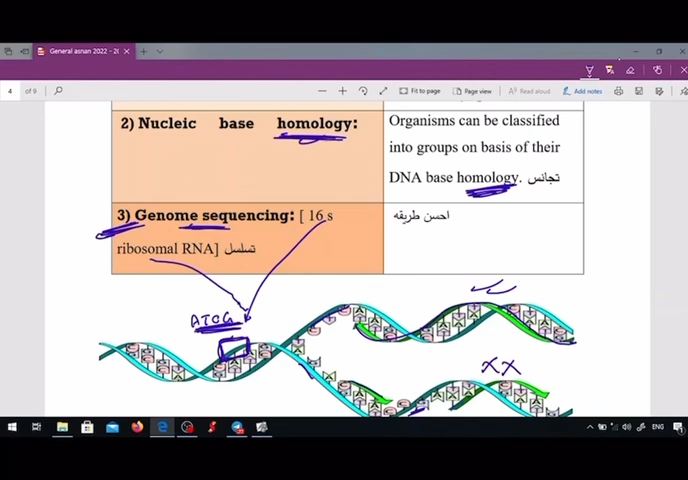 General asnan 2022 - 2
4 of 9
Fit to page
Page view
Read aloud
Add notes
2) Nucleic base homology:
Organisms can be classified
into groups on basis of their
DNA base homology. تجانس
3) Genome sequencing: [ 16 s
ribosomal RNA] تسلسل
احسن طريقه
ATCG
XX
ENG